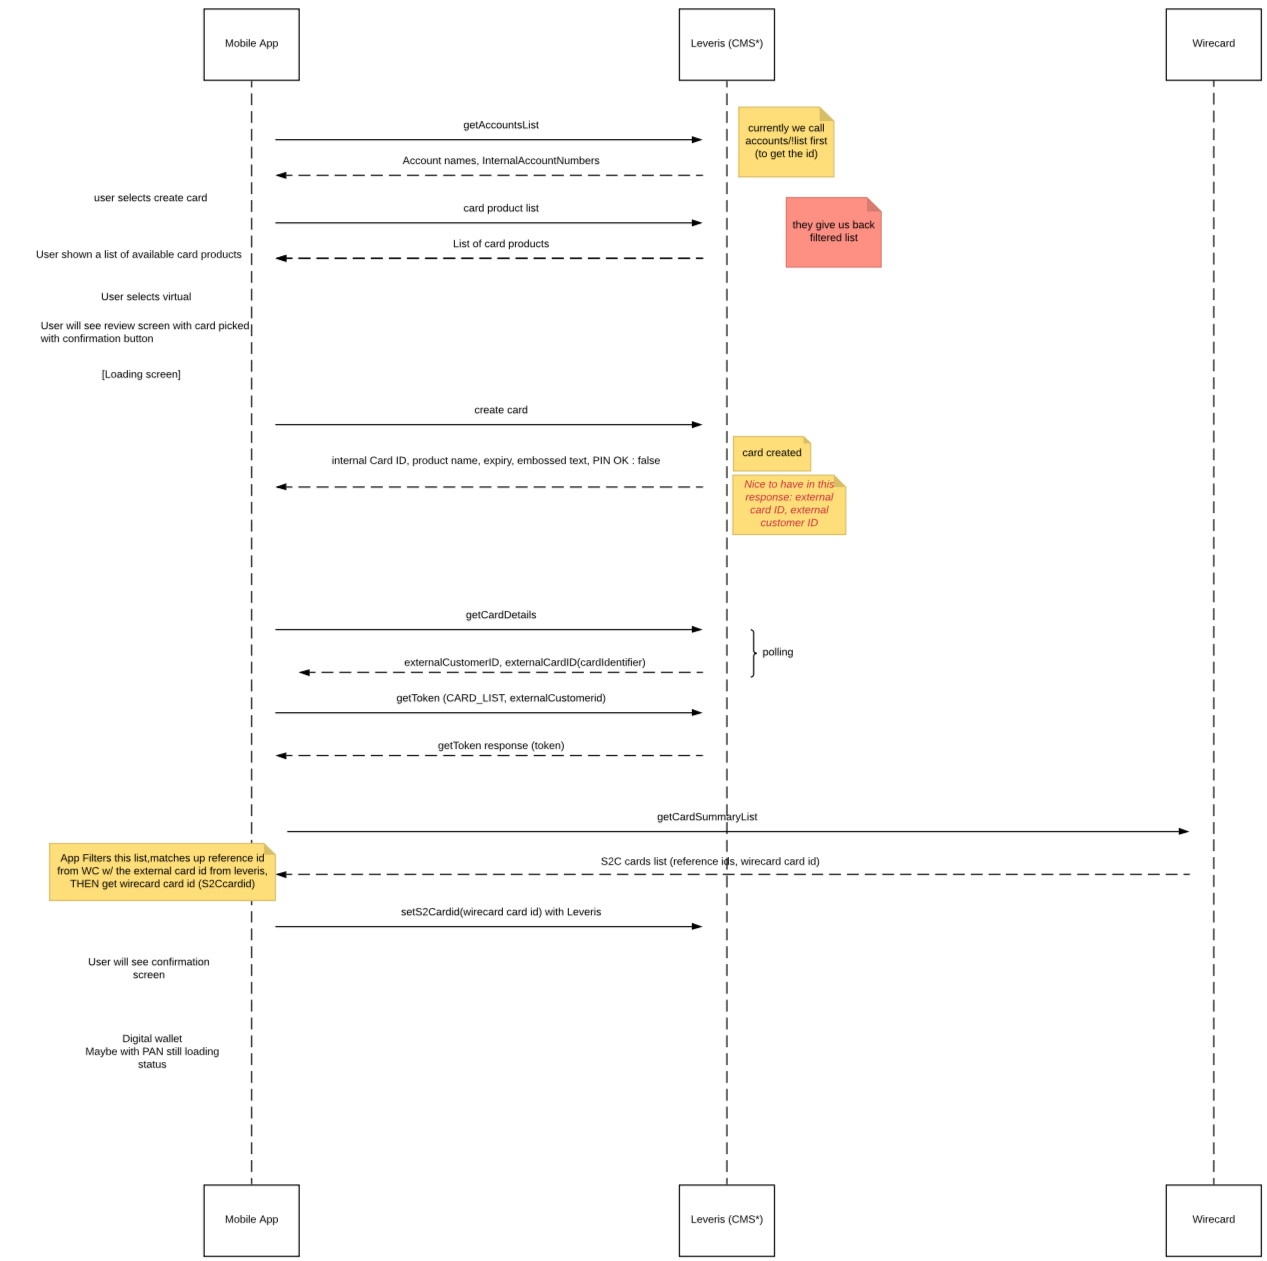 Mobile App
Leveris (CMS*)
Wirecard
getAccountsList
currently we call
accounts/!list first
(to get the id)
Account names, InternalAccountNumbers
user selects create card
card product list
they give us back
filtered list
List of card products
User shown a list of available card products
User selects virtual
User will see review screen with card picked
with confirmation button
[Loading screen]
create card
card created
internal Card ID, product name, expiry, embossed text, PIN OK : false
Nice to have in this
response: external
card ID, external
customer ID
getCardDetails
polling
externalCustomerID, externalCardID(cardIdentifier)
getToken (CARD_LIST, externalCustomerid)
getToken response (token)
getCardSummaryList
App Filters this list,matches up reference id
from WC w/ the external card id from leveris,
THEN get wirecard card id (S2Ccardid)
S2C cards list (reference ids, wirecard card id)
setS2Cardid(wirecard card id) with Leveris
User will see confirmation
screen
Digital wallet
Maybe with PAN still loading
status
Mobile App
Leveris (CMS*)
Wirecard